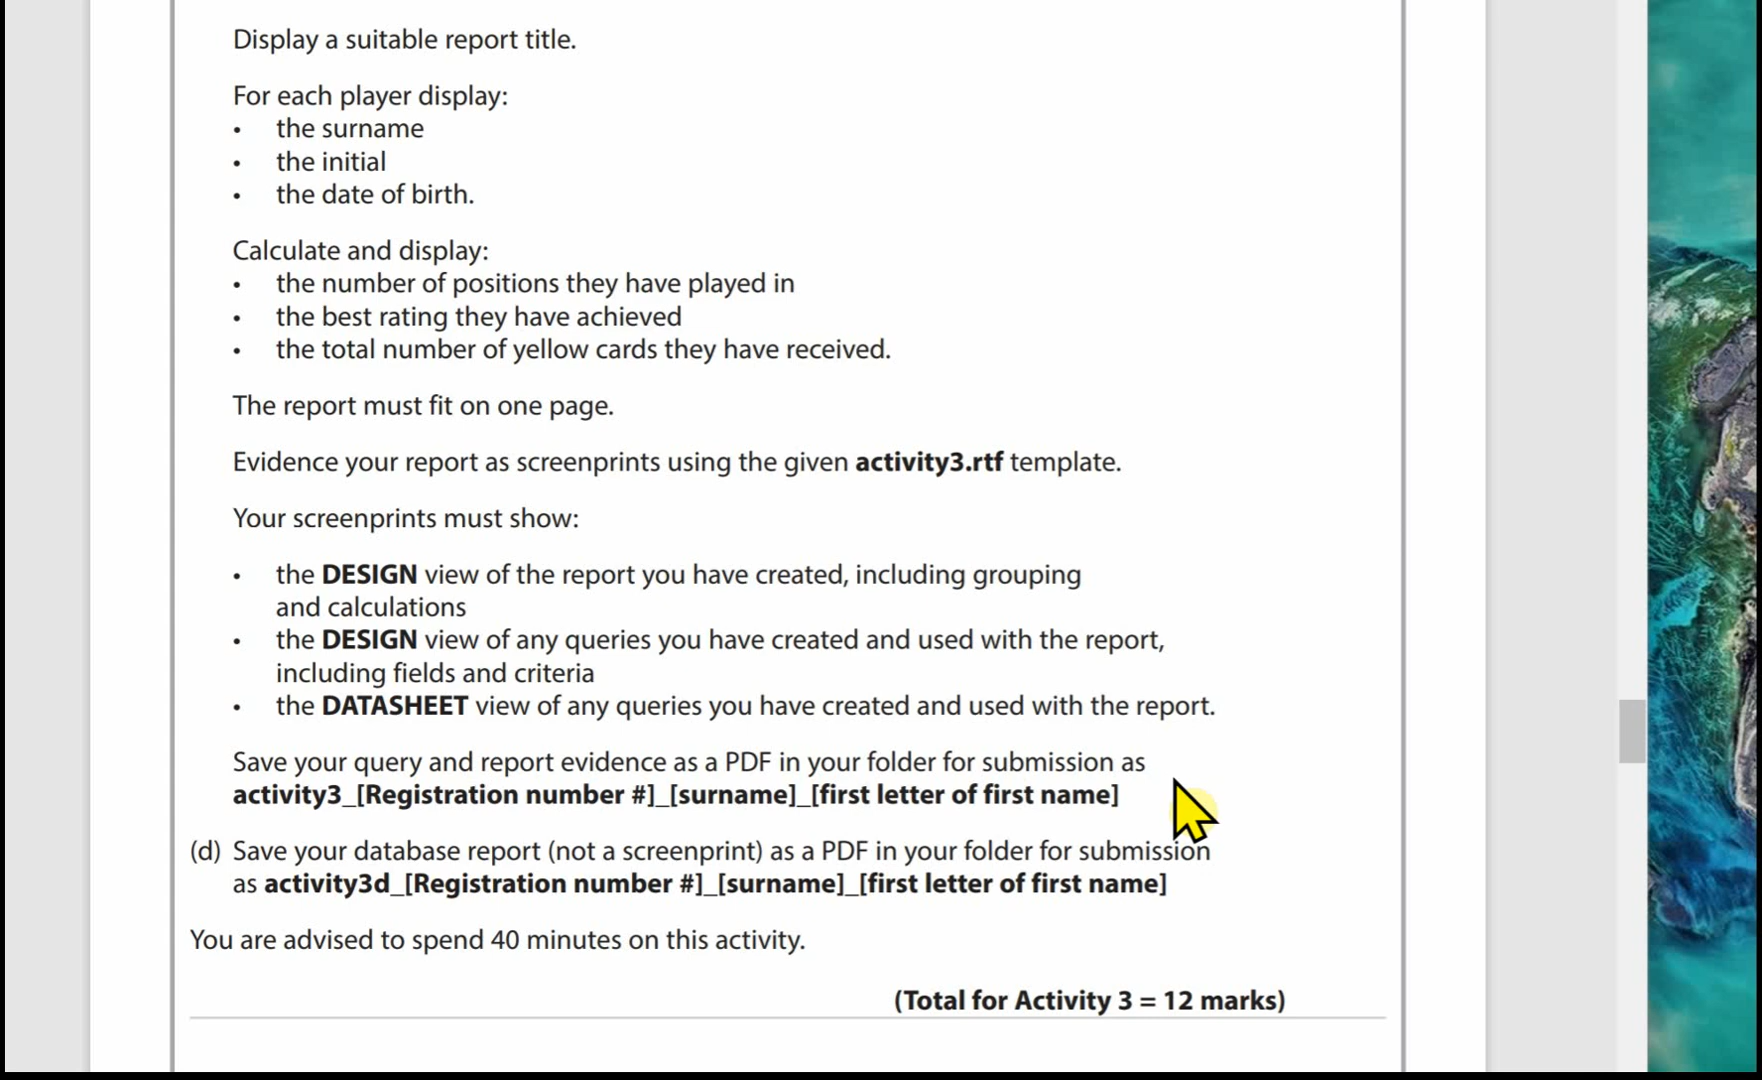 Display a suitable report title.
For each player display:
• the surname
• the initial
• the date of birth.
Calculate and display:
• the number of positions they have played in
• the best rating they have achieved
• the total number of yellow cards they have received.
The report must fit on one page.
Evidence your report as screenprints using the given activity3.rtf template.
Your screenprints must show:
• the DESIGN view of the report you have created, including grouping
and calculations
• the DESIGN view of any queries you have created and used with the report,
including fields and criteria
• the DATASHEET view of any queries you have created and used with the report.
Save your query and report evidence as a PDF in your folder for submission as
activity3_[Registration number #]_[surname]_[first letter of first name]
(d) Save your database report (not a screenprint) as a PDF in your folder for submission
as activity3d_[Registration number #]_[surname]_[first letter of first name]
You are advised to spend 40 minutes on this activity.
(Total for Activity 3 = 12 marks)